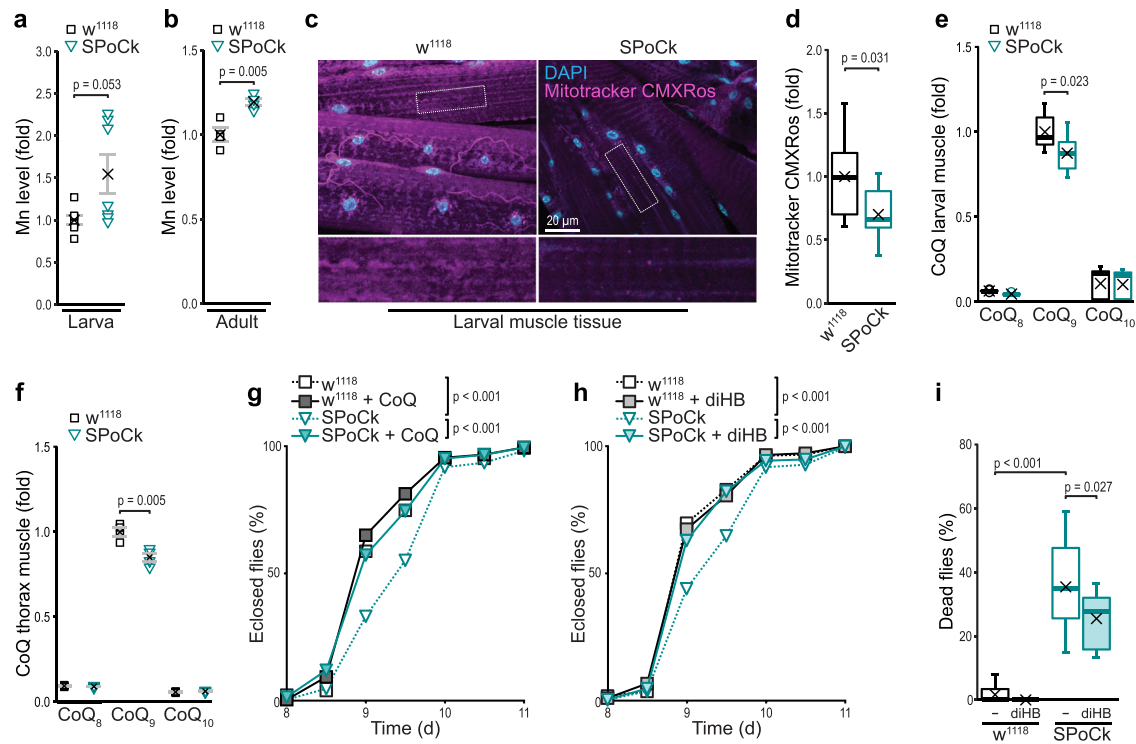 a
w¹¹¹⁸
SPoCk
Mn level (fold)
3.0
2.5
2.0
1.5
1.0
0.5
0.0
p = 0.053
Larva
b
w¹¹¹⁸
SPoCk
Mn level (fold)
1.5
1.0
0.5
0.0
p = 0.005
Adult
c
w¹¹¹⁸
SPoCk
DAPI
Mitotracker CMXRos
20 µm
Larval muscle tissue
d
Mitotracker CMXRos (fold)
2.0
1.5
1.0
0.5
0.0
p = 0.031
w¹¹¹⁸
SPoCk
e
w¹¹¹⁸
SPoCk
CoQ larval muscle (fold)
1.5
1.0
0.5
0.0
p = 0.023
CoQ₈ CoQ₉ CoQ₁₀
f
w¹¹¹⁸
SPoCk
CoQ thorax muscle (fold)
1.5
1.0
0.5
0.0
p = 0.005
CoQ₈ CoQ₉ CoQ₁₀
g
w¹¹¹⁸
w¹¹¹⁸ + CoQ
SPoCk
SPoCk + CoQ
p < 0.001
p < 0.001
Eclosed flies (%)
100
50
8 9 10 11
Time (d)
h
w¹¹¹⁸
w¹¹¹⁸ + diHB
SPoCk
SPoCk + diHB
p < 0.001
p < 0.001
Eclosed flies (%)
100
50
8 9 10 11
Time (d)
i
Dead flies (%)
80
60
40
20
0
p < 0.001
p = 0.027
– diHB – diHB
w¹¹¹⁸ SPoCk